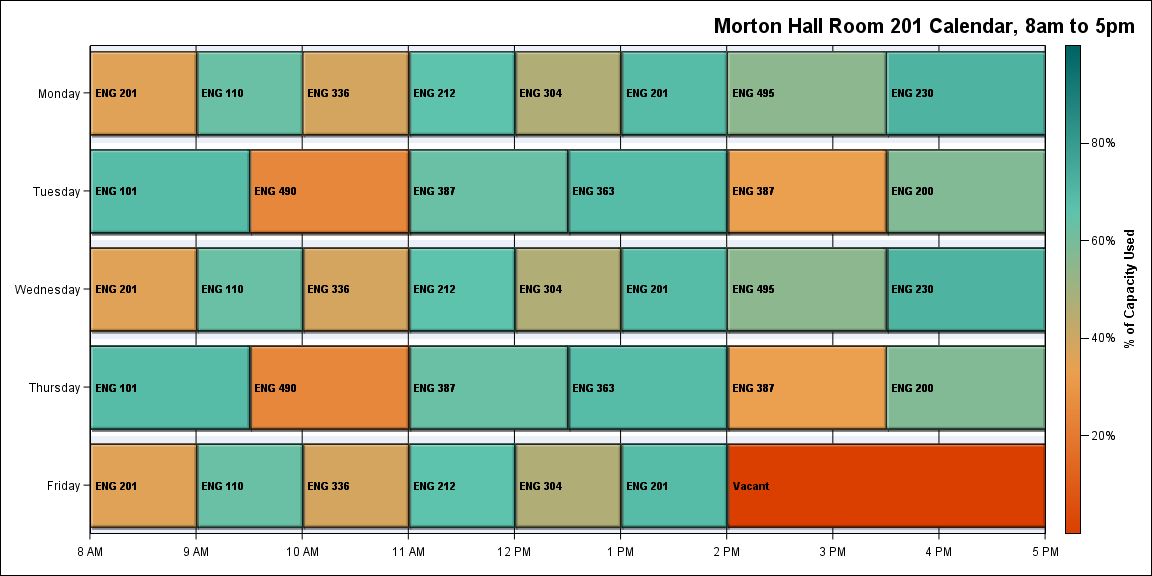 Morton Hall Room 201 Calendar, 8am to 5pm
Monday
ENG 201
ENG 110
ENG 336
ENG 212
ENG 304
ENG 201
ENG 495
ENG 230
Tuesday
ENG 101
ENG 490
ENG 387
ENG 363
ENG 387
ENG 200
Wednesday
ENG 201
ENG 110
ENG 336
ENG 212
ENG 304
ENG 201
ENG 495
ENG 230
Thursday
ENG 101
ENG 490
ENG 387
ENG 363
ENG 387
ENG 200
Friday
ENG 201
ENG 110
ENG 336
ENG 212
ENG 304
ENG 201
Vacant
8 AM
9 AM
10 AM
11 AM
12 PM
1 PM
2 PM
3 PM
4 PM
5 PM
80%
60%
40%
20%
% of Capacity Used